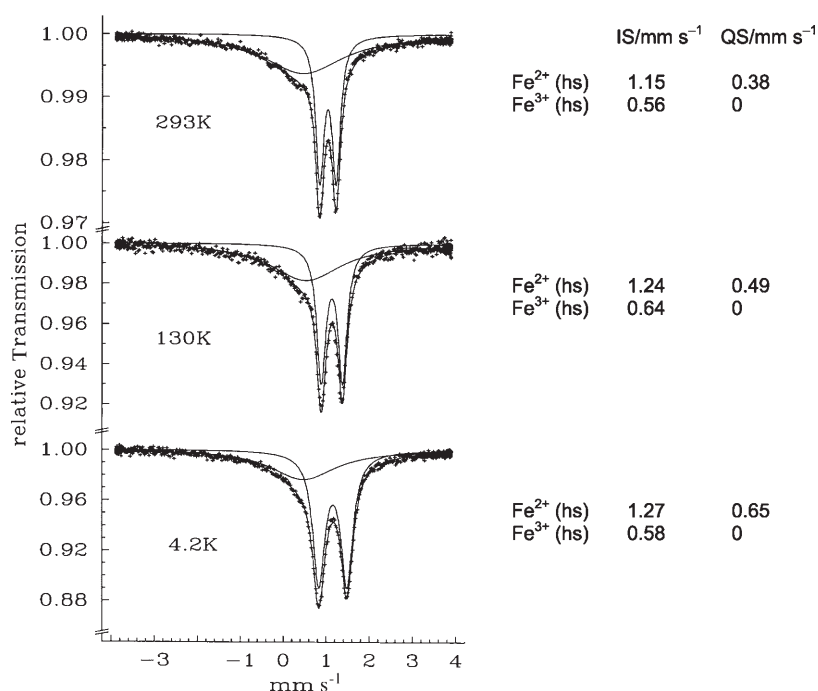 IS/mm s⁻¹ QS/mm s⁻¹
1.00
Fe²⁺ (hs) 1.15 0.38
0.99
Fe³⁺ (hs) 0.56 0
293K
0.98
0.97
1.00
0.98
Fe²⁺ (hs) 1.24 0.49
Fe³⁺ (hs) 0.64 0
0.96
130K
0.94
0.92
relative Transmission
1.00
0.96
Fe²⁺ (hs) 1.27 0.65
Fe³⁺ (hs) 0.58 0
4.2K
0.92
0.88
−3 −1 0 1 2 3 4
mm s⁻¹